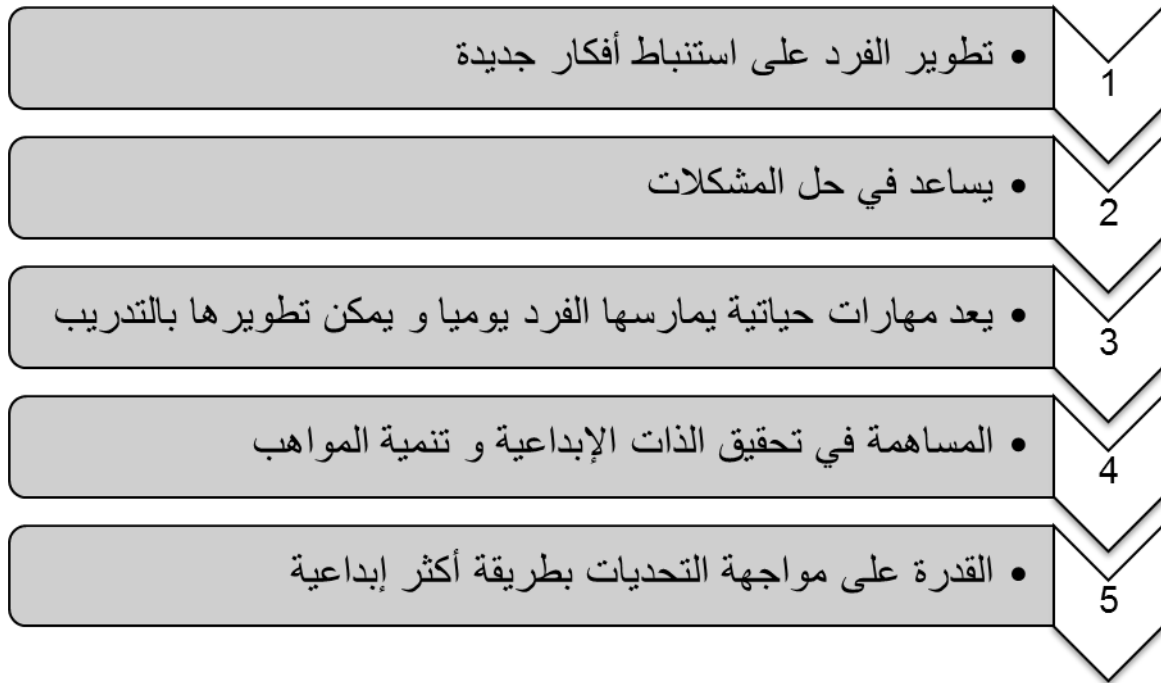 • تطوير الفرد على استنباط أفكار جديدة
1
• يساعد في حل المشكلات
2
• يعد مهارات حياتية يمارسها الفرد يوميا و يمكن تطويرها بالتدريب
3
• المساهمة في تحقيق الذات الإبداعية و تنمية المواهب
4
• القدرة على مواجهة التحديات بطريقة أكثر إبداعية
5